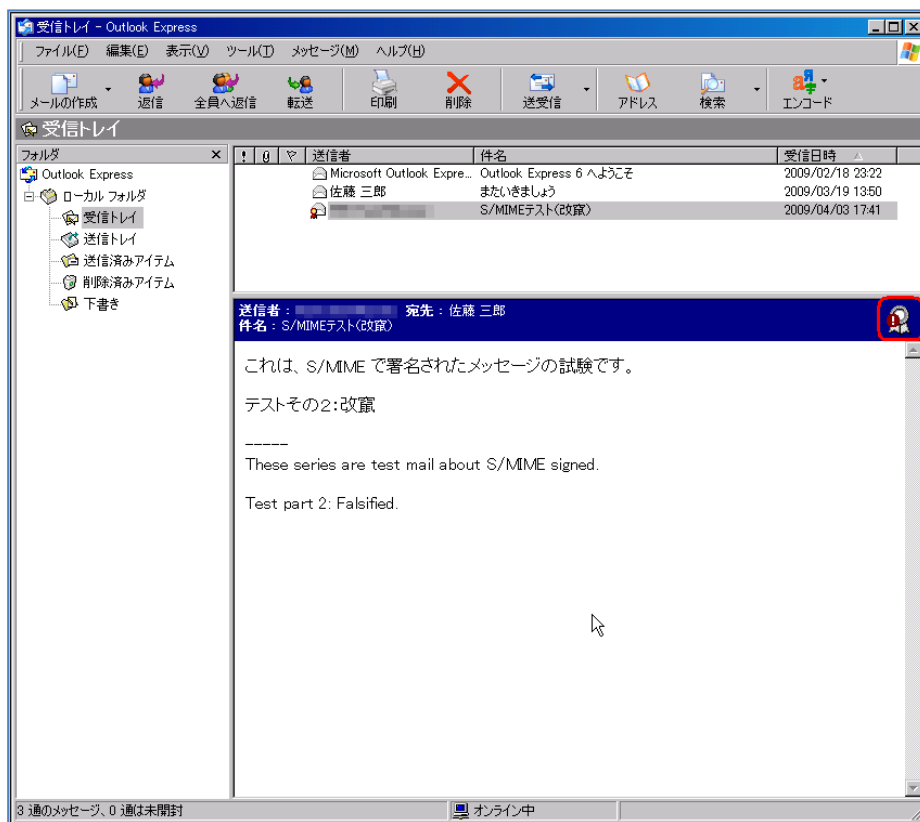 受信トレイ - Outlook Express
ファイル(F) 編集(E) 表示(V) ツール(T) メッセージ(M) ヘルプ(H)
メールの作成 返信 全員へ返信 転送 印刷 削除 送受信 アドレス 検索 エンコード
受信トレイ
フォルダ
Outlook Express
ローカル フォルダ
受信トレイ
送信トレイ
送信済みアイテム
削除済みアイテム
下書き
送信者 件名 受信日時
Microsoft Outlook Expre... Outlook Express 6 へようこそ 2009/02/18 23:22
佐藤 三郎 またいきましょう 2009/03/19 13:50
S/MIMEテスト(改竄) 2009/04/03 17:41
送信者: 宛先:佐藤 三郎
件名:S/MIMEテスト(改竄)
これは、S/MIME で署名されたメッセージの試験です。
テストその2:改竄
-----
These series are test mail about S/MIME signed.
Test part 2: Falsified.
3 通のメッセージ、0 通は未開封 オンライン中